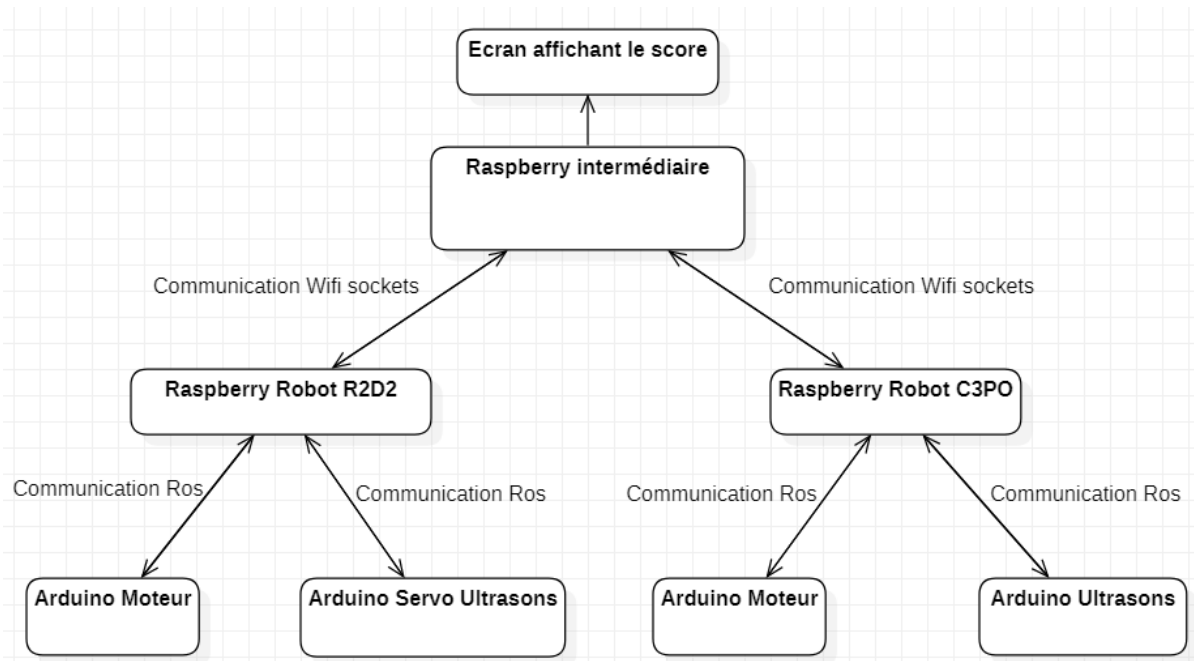 Ecran affichant le score
Raspberry intermédiaire
Communication Wifi sockets
Communication Wifi sockets
Raspberry Robot R2D2
Raspberry Robot C3PO
Communication Ros
Communication Ros
Communication Ros
Communication Ros
Arduino Moteur
Arduino Servo Ultrasons
Arduino Moteur
Arduino Ultrasons